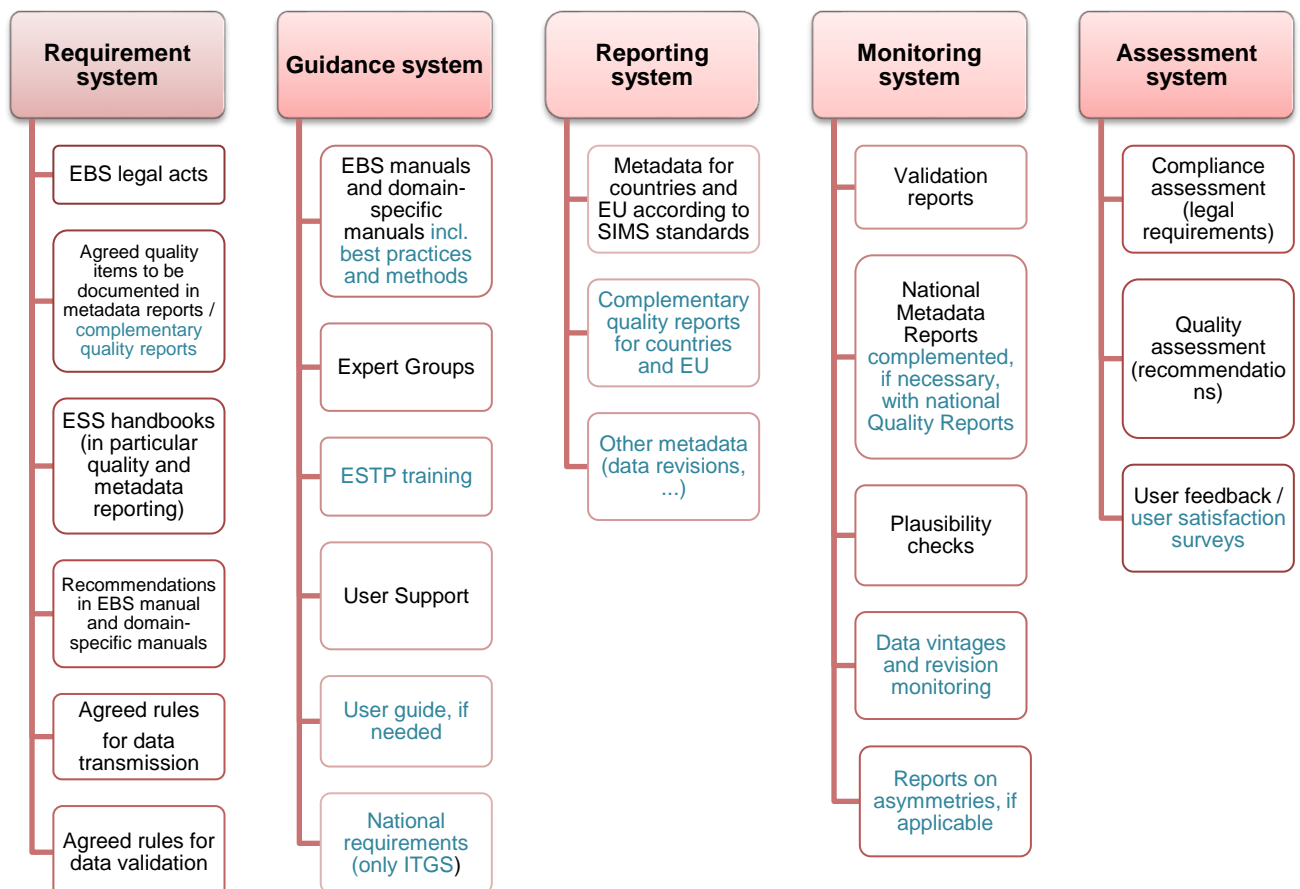 Requirement
system
EBS legal acts
Agreed quality
items to be
documented in
metadata reports /
complementary
quality reports
ESS handbooks
(in particular
quality and
metadata
reporting)
Recommendations
in EBS manual
and domain-
specific manuals
Agreed rules
for data
transmission
Agreed rules for
data validation
Guidance system
EBS manuals
and domain-
specific
manuals incl.
best practices
and methods
Expert Groups
ESTP training
User Support
User guide, if
needed
National
requirements
(only ITGS)
Reporting
system
Metadata for
countries and
EU according to
SIMS standards
Complementary
quality reports
for countries
and EU
Other metadata
(data revisions,
...)
Monitoring
system
Validation
reports
National
Metadata
Reports
complemented,
if necessary,
with national
Quality Reports
Plausibility
checks
Data vintages
and revision
monitoring
Reports on
asymmetries, if
applicable
Assessment
system
Compliance
assessment
(legal
requirements)
Quality
assessment
(recommendatio
ns)
User feedback /
user satisfaction
surveys